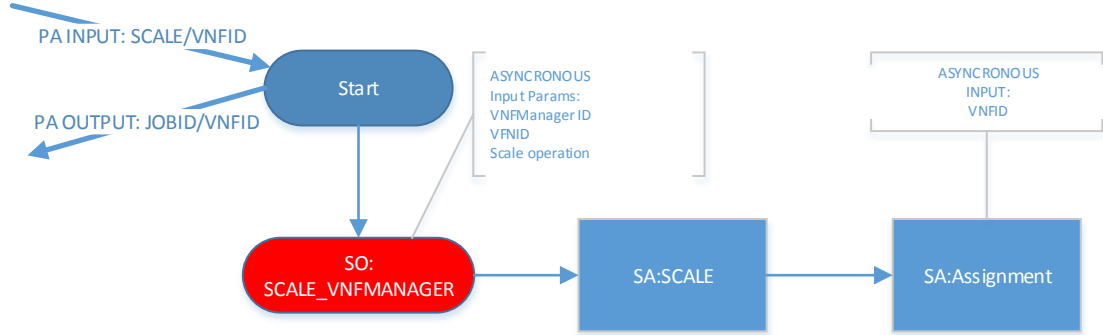 PA INPUT: SCALE/VNFID
Start
PA OUTPUT: JOBID/VNFID
ASYNCRONOUS
Input Params:
VNFManager ID
VFNID
Scale operation
ASYNCRONOUS
INPUT:
VNFID
SO:
SCALE_VNFMANAGER
SA:SCALE
SA:Assignment